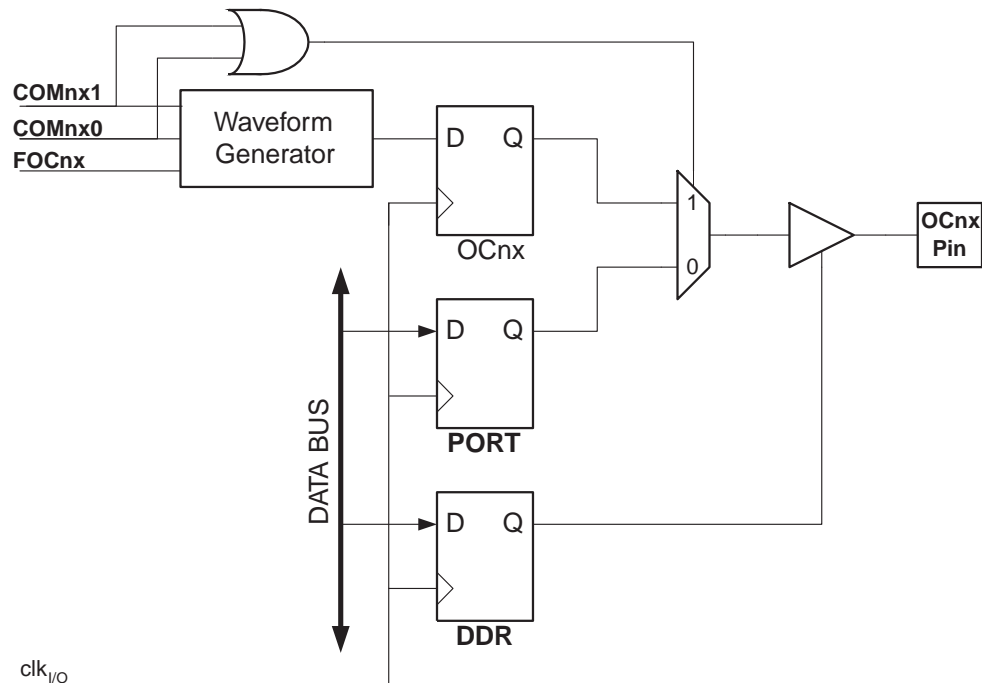 COMnx1
COMnx0
FOCnx
Waveform
Generator
D Q
OCnx
1
0
OCnx
Pin
D Q
PORT
DATA BUS
D Q
DDR
clkI/O